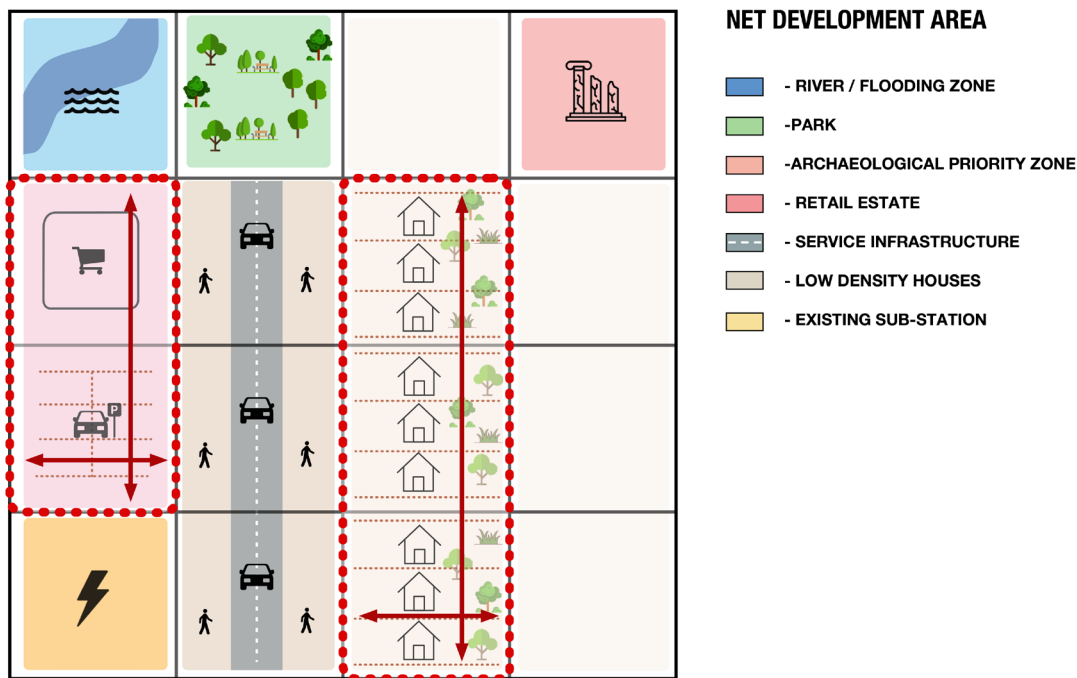 NET DEVELOPMENT AREA
- RIVER / FLOODING ZONE
-PARK
-ARCHAEOLOGICAL PRIORITY ZONE
- RETAIL ESTATE
- SERVICE INFRASTRUCTURE
- LOW DENSITY HOUSES
- EXISTING SUB-STATION
P